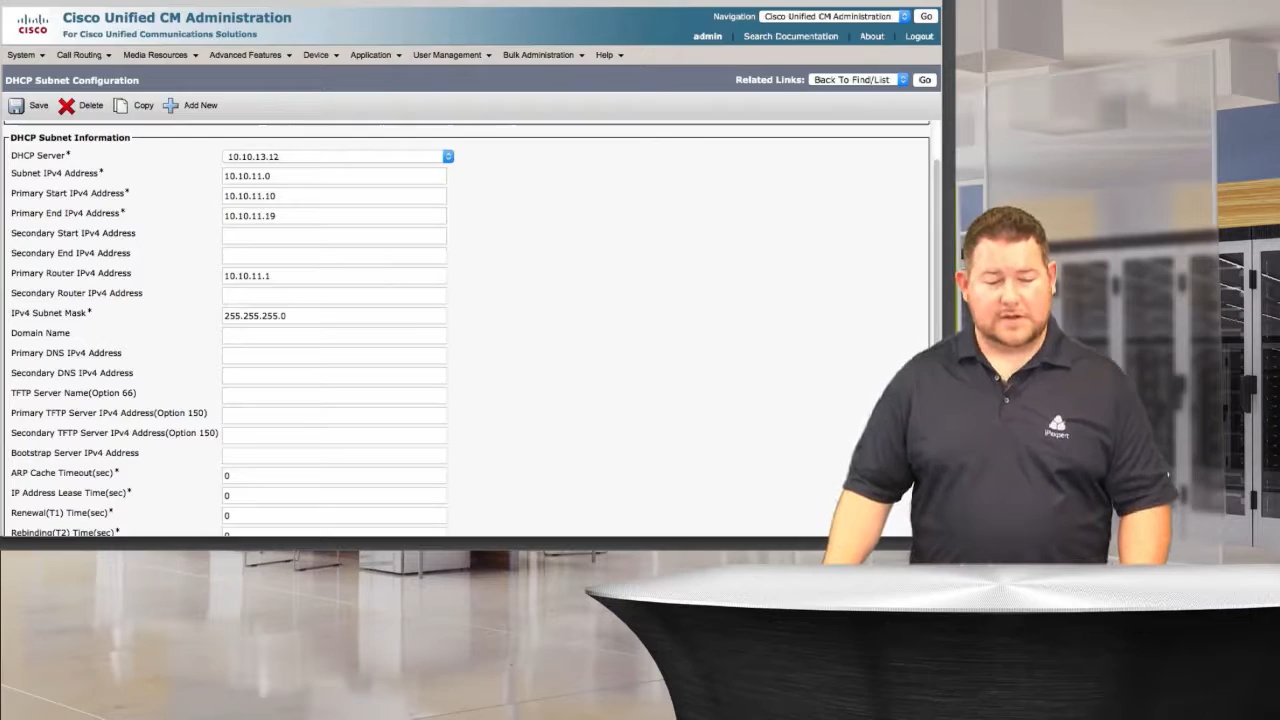 Cisco Unified CM Administration
For Cisco Unified Communications Solutions
CISCO
Navigation Cisco Unified CM Administration Go
admin Search Documentation About Logout
System Call Routing Media Resources Advanced Features Device Application User Management Bulk Administration Help
DHCP Subnet Configuration
Related Links: Back To Find/List Go
Save Delete Copy Add New
DHCP Subnet Information
DHCP Server* 10.10.13.12
Subnet IPv4 Address* 10.10.11.0
Primary Start IPv4 Address* 10.10.11.10
Primary End IPv4 Address* 10.10.11.19
Secondary Start IPv4 Address
Secondary End IPv4 Address
Primary Router IPv4 Address 10.10.11.1
Secondary Router IPv4 Address
IPv4 Subnet Mask* 255.255.255.0
Domain Name
Primary DNS IPv4 Address
Secondary DNS IPv4 Address
TFTP Server Name(Option 66)
Primary TFTP Server IPv4 Address(Option 150)
Secondary TFTP Server IPv4 Address(Option 150)
Bootstrap Server IPv4 Address
ARP Cache Timeout(sec)* 0
IP Address Lease Time(sec)* 0
Renewal(T1) Time(sec)* 0
Rebinding(T2) Time(sec)* 0
iPexpert